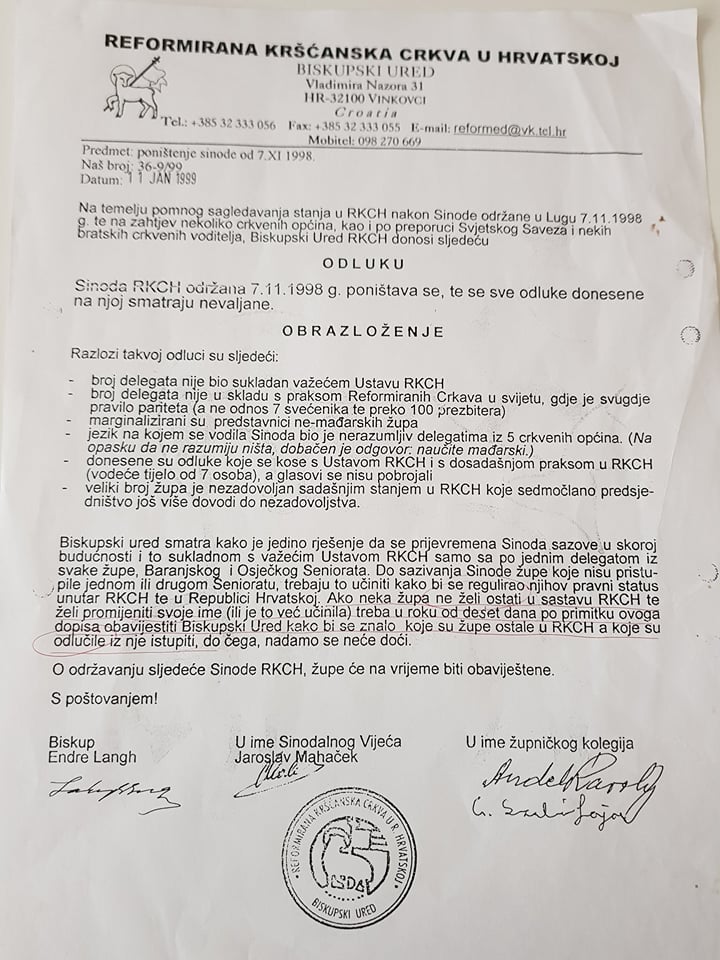 REFORMIRANA KRŠĆANSKA CRKVA U HRVATSKOJ
BISKUPSKI URED
Vladimira Nazora 31
HR-32100 VINKOVCI
Croatia
Tel.: +385 32 333 056 Fax: +385 32 333 055 E-mail: reformed@vk.tel.hr
Mobitel: 098 270 669
Predmet: poništenje sinode od 7.XI 1998.
Naš broj: 36-9/99
Datum: 11 JAN 1999
Na temelju pomnog sagledavanja stanja u RKCH nakon Sinode održane u Lugu 7.11.1998
g. te na zahtjev nekoliko crkvenih općina, kao i po preporuci Svjetskog Saveza i nekih
bratskih crkvenih voditelja, Biskupski Ured RKCH donosi sljedeću
ODLUKU
Sinoda RKCH održana 7.11.1998 g. poništava se, te se sve odluke donesene
na njoj smatraju nevaljane.
OBRAZLOŽENJE
Razlozi takvoj odluci su sljedeći:
- broj delegata nije bio sukladan važećem Ustavu RKCH
- broj delegata nije u skladu s praksom Reformiranih Crkava u svijetu, gdje je svugdje
pravilo pariteta (a ne odnos 7 svećenika te preko 100 prezbitera)
- marginalizirani su predstavnici ne-mađarskih župa
- jezik na kojem se vodila Sinoda bio je nerazumljiv delegatima iz 5 crkvenih općina. (Na
opasku da ne razumiju ništa, dobačen je odgovor: naučite mađarski.)
- donesene su odluke koje se kose s Ustavom RKCH i s dosadašnjom praksom u RKCH
(vodeće tijelo od 7 osoba), a glasovi se nisu pobrojali
- veliki broj župa je nezadovoljan sadašnjim stanjem u RKCH koje sedmočlano predsje-
dništvo još više dovodi do nezadovoljstva.
Biskupski ured smatra kako je jedino rješenje da se prijevremena Sinoda sazove u skoroj
budućnosti i to sukladnom s važećim Ustavom RKCH samo sa po jednim delegatom iz
svake župe, Baranjskog i Osječkog Seniorata. Do sazivanja Sinode župe koje nisu pristu-
pile jednom ili drugom Senioratu, trebaju to učiniti kako bi se regulirao njihov pravni status
unutar RKCH te u Republici Hrvatskoj. Ako neka župa ne želi ostati u sastavu RKCH te
želi promijeniti svoje ime (ili je to već učinila) treba u roku od deset dana po primitku ovoga
dopisa obavijestiti Biskupski Ured kako bi se znalo koje su župe ostale u RKCH a koje su
odlučile iz nje istupiti, do čega, nadamo se neće doći.
O održavanju sljedeće Sinode RKCH, župe će na vrijeme biti obaviještene.
S poštovanjem!
Biskup U ime Sinodalnog Vijeća U ime župničkog kolegija
Endre Langh Jaroslav Mahaček
REFORMIRANA KRŠĆANSKA CRKVA U R. HRVATSKOJ
BISKUPSKI URED